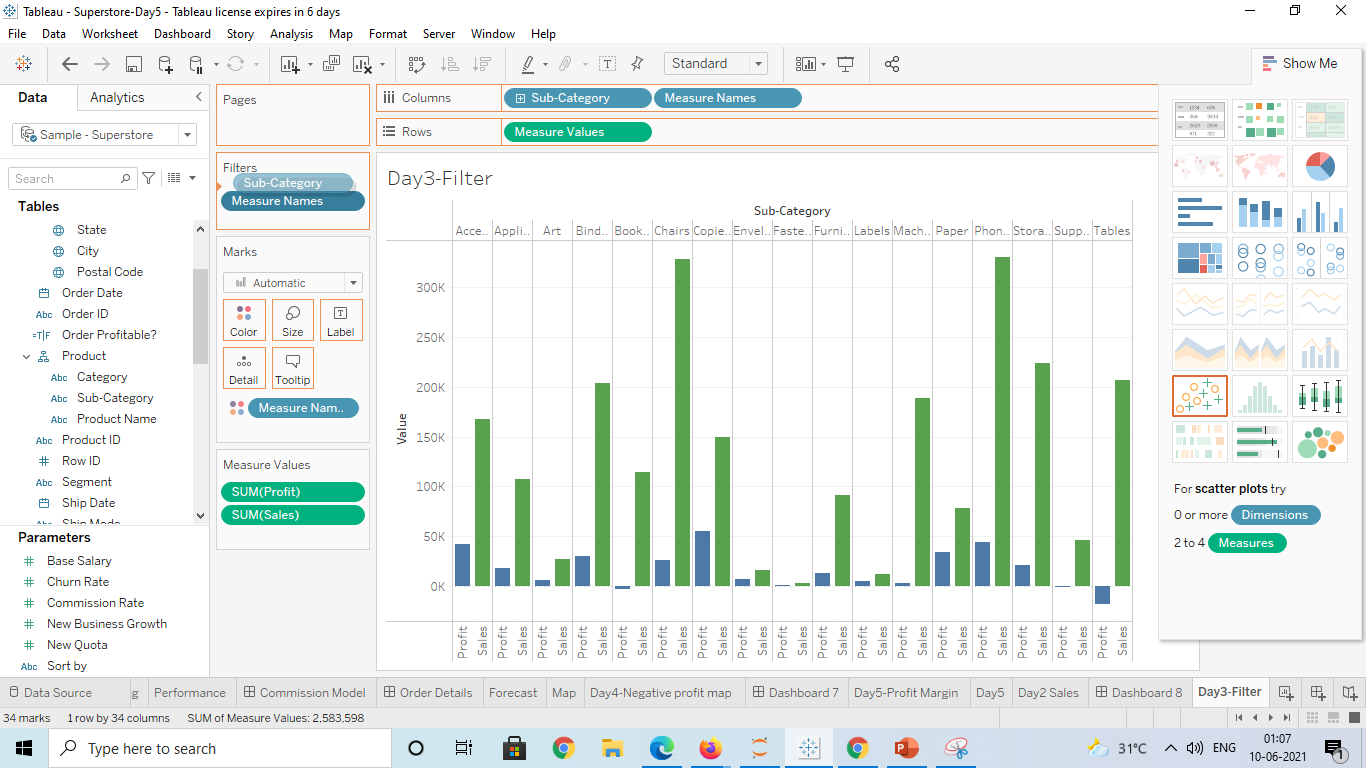 Tableau - Superstore-Day5 - Tableau license expires in 6 days
File Data Worksheet Dashboard Story Analysis Map Format Server Window Help
Standard
Show Me
Data Analytics
Sample - Superstore
Search
Tables
State
City
Postal Code
Order Date
Abc Order ID
=T|F Order Profitable?
Product
Abc Category
Abc Sub-Category
Abc Product Name
Abc Product ID
# Row ID
Abc Segment
Ship Date
Abc Ship Mode
Parameters
# Base Salary
# Churn Rate
# Commission Rate
# New Business Growth
# New Quota
Abc Sort by
Pages
Filters
Sub-Category
Measure Names
Marks
Automatic
Color Size Label
Detail Tooltip
Measure Nam..
Measure Values
SUM(Profit)
SUM(Sales)
Columns Sub-Category Measure Names
Rows Measure Values
Day3-Filter
Sub-Category
Acce.. Appli.. Art Bind.. Book.. Chairs Copie.. Envel.. Faste.. Furni.. Labels Mach.. Paper Phon.. Stora.. Supp.. Tables
300K
250K
200K
150K
100K
50K
0K
Value
Profit Sales Profit Sales Profit Sales Profit Sales Profit Sales Profit Sales Profit Sales Profit Sales Profit Sales Profit Sales Profit Sales Profit Sales Profit Sales Profit Sales Profit Sales Profit Sales Profit Sales
For scatter plots try
0 or more Dimensions
2 to 4 Measures
Data Source g Performance Commission Model Order Details Forecast Map Day4-Negative profit map Dashboard 7 Day5-Profit Margin Day5 Day2 Sales Dashboard 8 Day3-Filter
34 marks 1 row by 34 columns SUM of Measure Values: 2,583,598
Type here to search
31°C ENG
01:07
10-06-2021
1